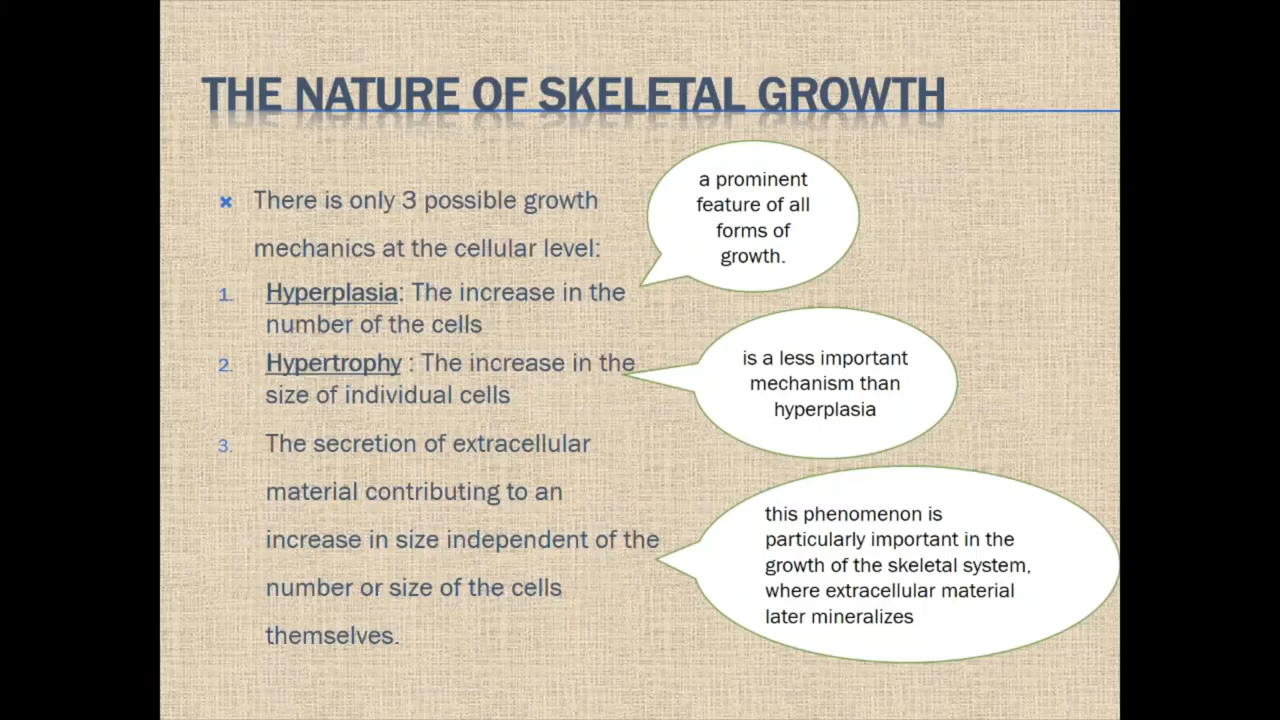 THE NATURE OF SKELETAL GROWTH
There is only 3 possible growth
mechanics at the cellular level:
1. Hyperplasia: The increase in the
number of the cells
2. Hypertrophy : The increase in the
size of individual cells
3. The secretion of extracellular
material contributing to an
increase in size independent of the
number or size of the cells
themselves.
a prominent
feature of all
forms of
growth.
is a less important
mechanism than
hyperplasia
this phenomenon is
particularly important in the
growth of the skeletal system,
where extracellular material
later mineralizes